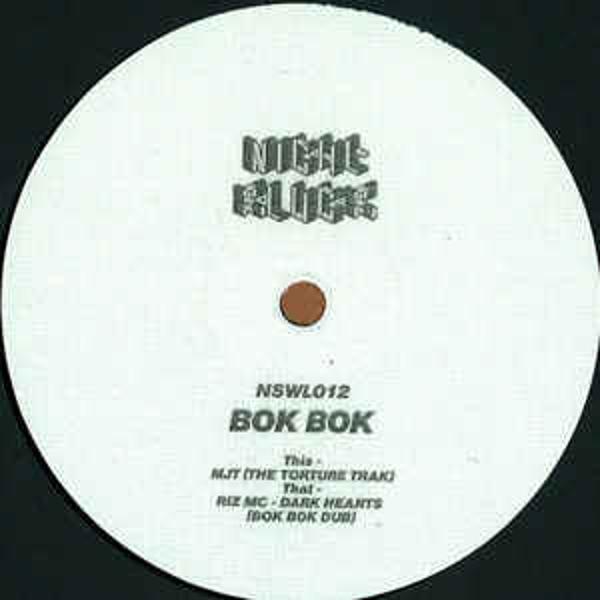 NIGHT
SLUGS
NSWL012
BOK BOK
This -
MJT (THE TORTURE TRAK)
That -
RIZ MC - DARK HEARTS
(BOK BOK DUB)